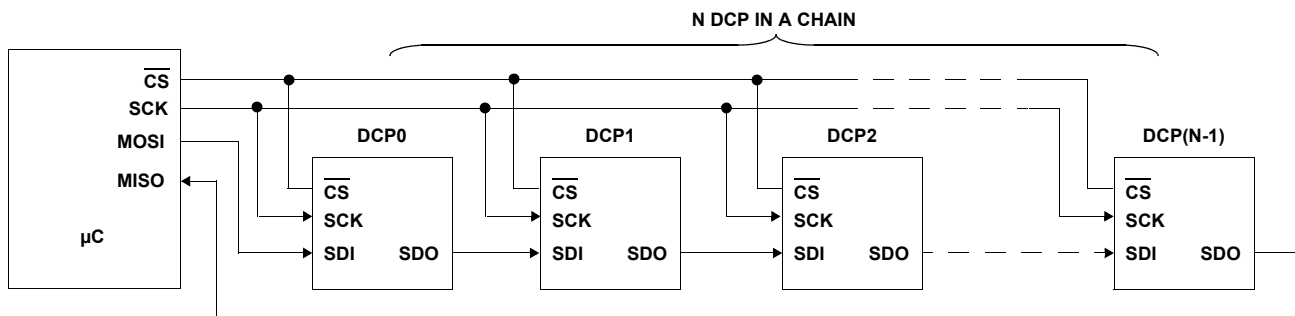 N DCP IN A CHAIN
CS
SCK
MOSI
MISO
µC
DCP0
CS
SCK
SDI SDO
DCP1
CS
SCK
SDI SDO
DCP2
CS
SCK
SDI SDO
DCP(N-1)
CS
SCK
SDI SDO